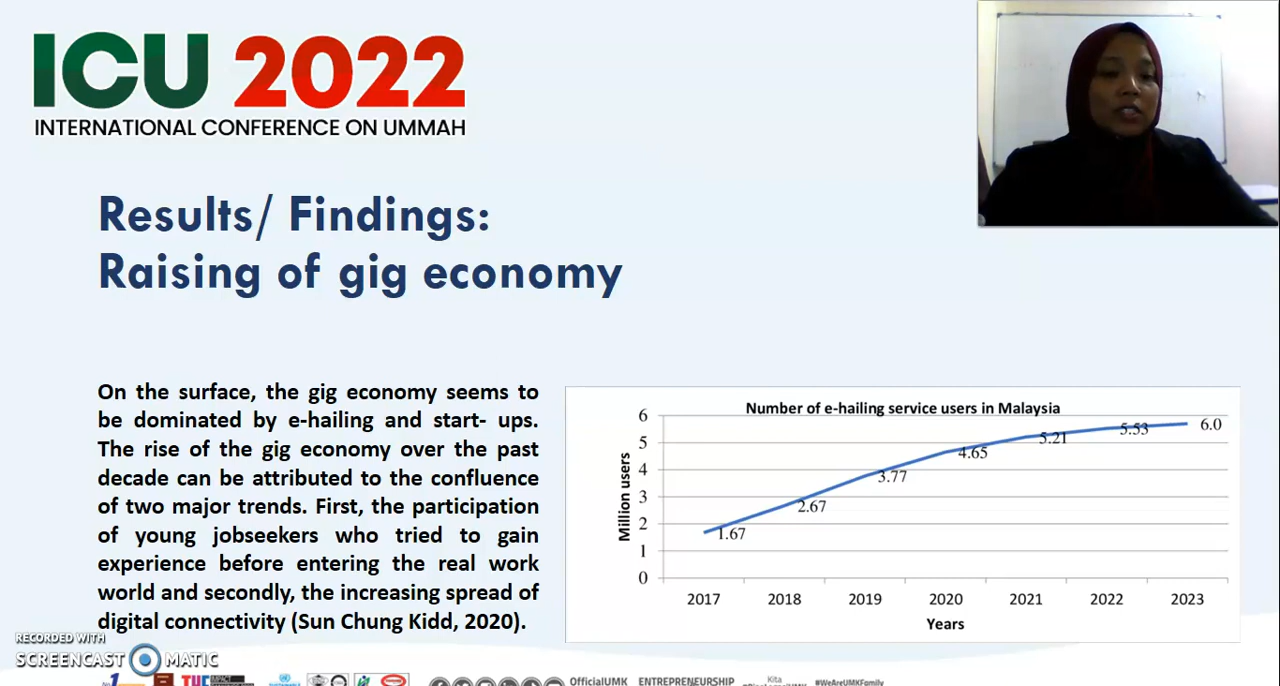 ICU 2022
INTERNATIONAL CONFERENCE ON UMMAH
Results/ Findings:
Raising of gig economy
On the surface, the gig economy seems to
be dominated by e-hailing and start- ups.
The rise of the gig economy over the past
decade can be attributed to the confluence
of two major trends. First, the participation
of young jobseekers who tried to gain
experience before entering the real work
world and secondly, the increasing spread of
digital connectivity (Sun Chung Kidd, 2020).
Number of e-hailing service users in Malaysia
Million users
6
5
4
3
2
1
0
1.67
2.67
3.77
4.65
5.21
5.53
6.0
2017 2018 2019 2020 2021 2022 2023
Years
RECORDED WITH
SCREENCAST MATIC
No.1
OfficialUMK
ENTREPRENEURSHIP
Kita
#WeAreUMKFamily